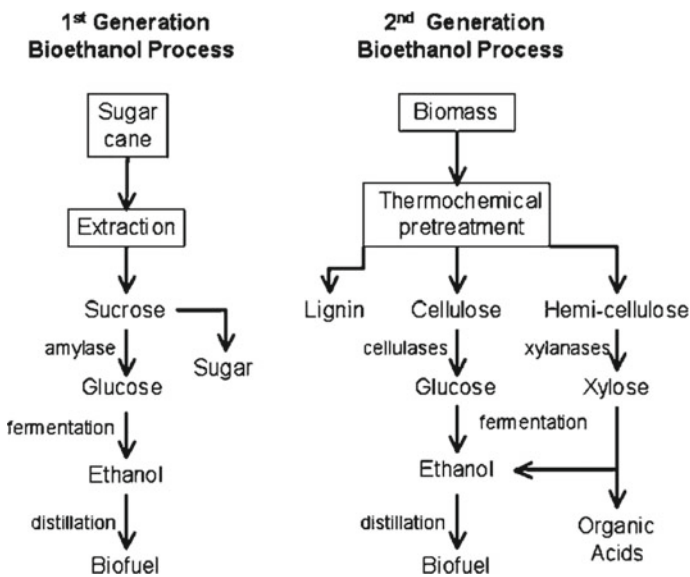 1st Generation
Bioethanol Process
Sugar
cane
Extraction
Sucrose
amylase
Sugar
Glucose
fermentation
Ethanol
distillation
Biofuel
2nd Generation
Bioethanol Process
Biomass
Thermochemical
pretreatment
Lignin
Cellulose
Hemi-cellulose
cellulases
xylanases
Glucose
Xylose
fermentation
Ethanol
distillation
Organic
Acids
Biofuel